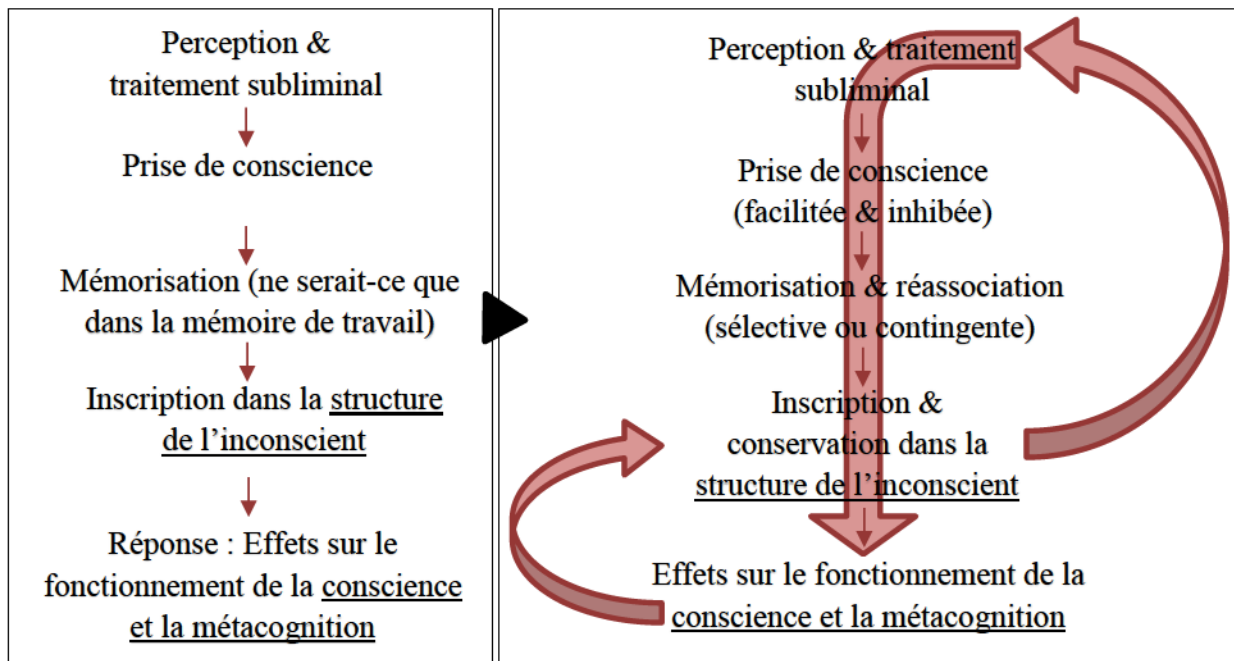 Perception &
traitement subliminal
Prise de conscience
Mémorisation (ne serait-ce que
dans la mémoire de travail)
Inscription dans la structure
de l’inconscient
Réponse : Effets sur le
fonctionnement de la conscience
et la métacognition
Perception & traitement
subliminal
Prise de conscience
(facilitée & inhibée)
Mémorisation & réassociation
(sélective ou contingente)
Inscription &
conservation dans la
structure de l’inconscient
Effets sur le fonctionnement de la
conscience et la métacognition